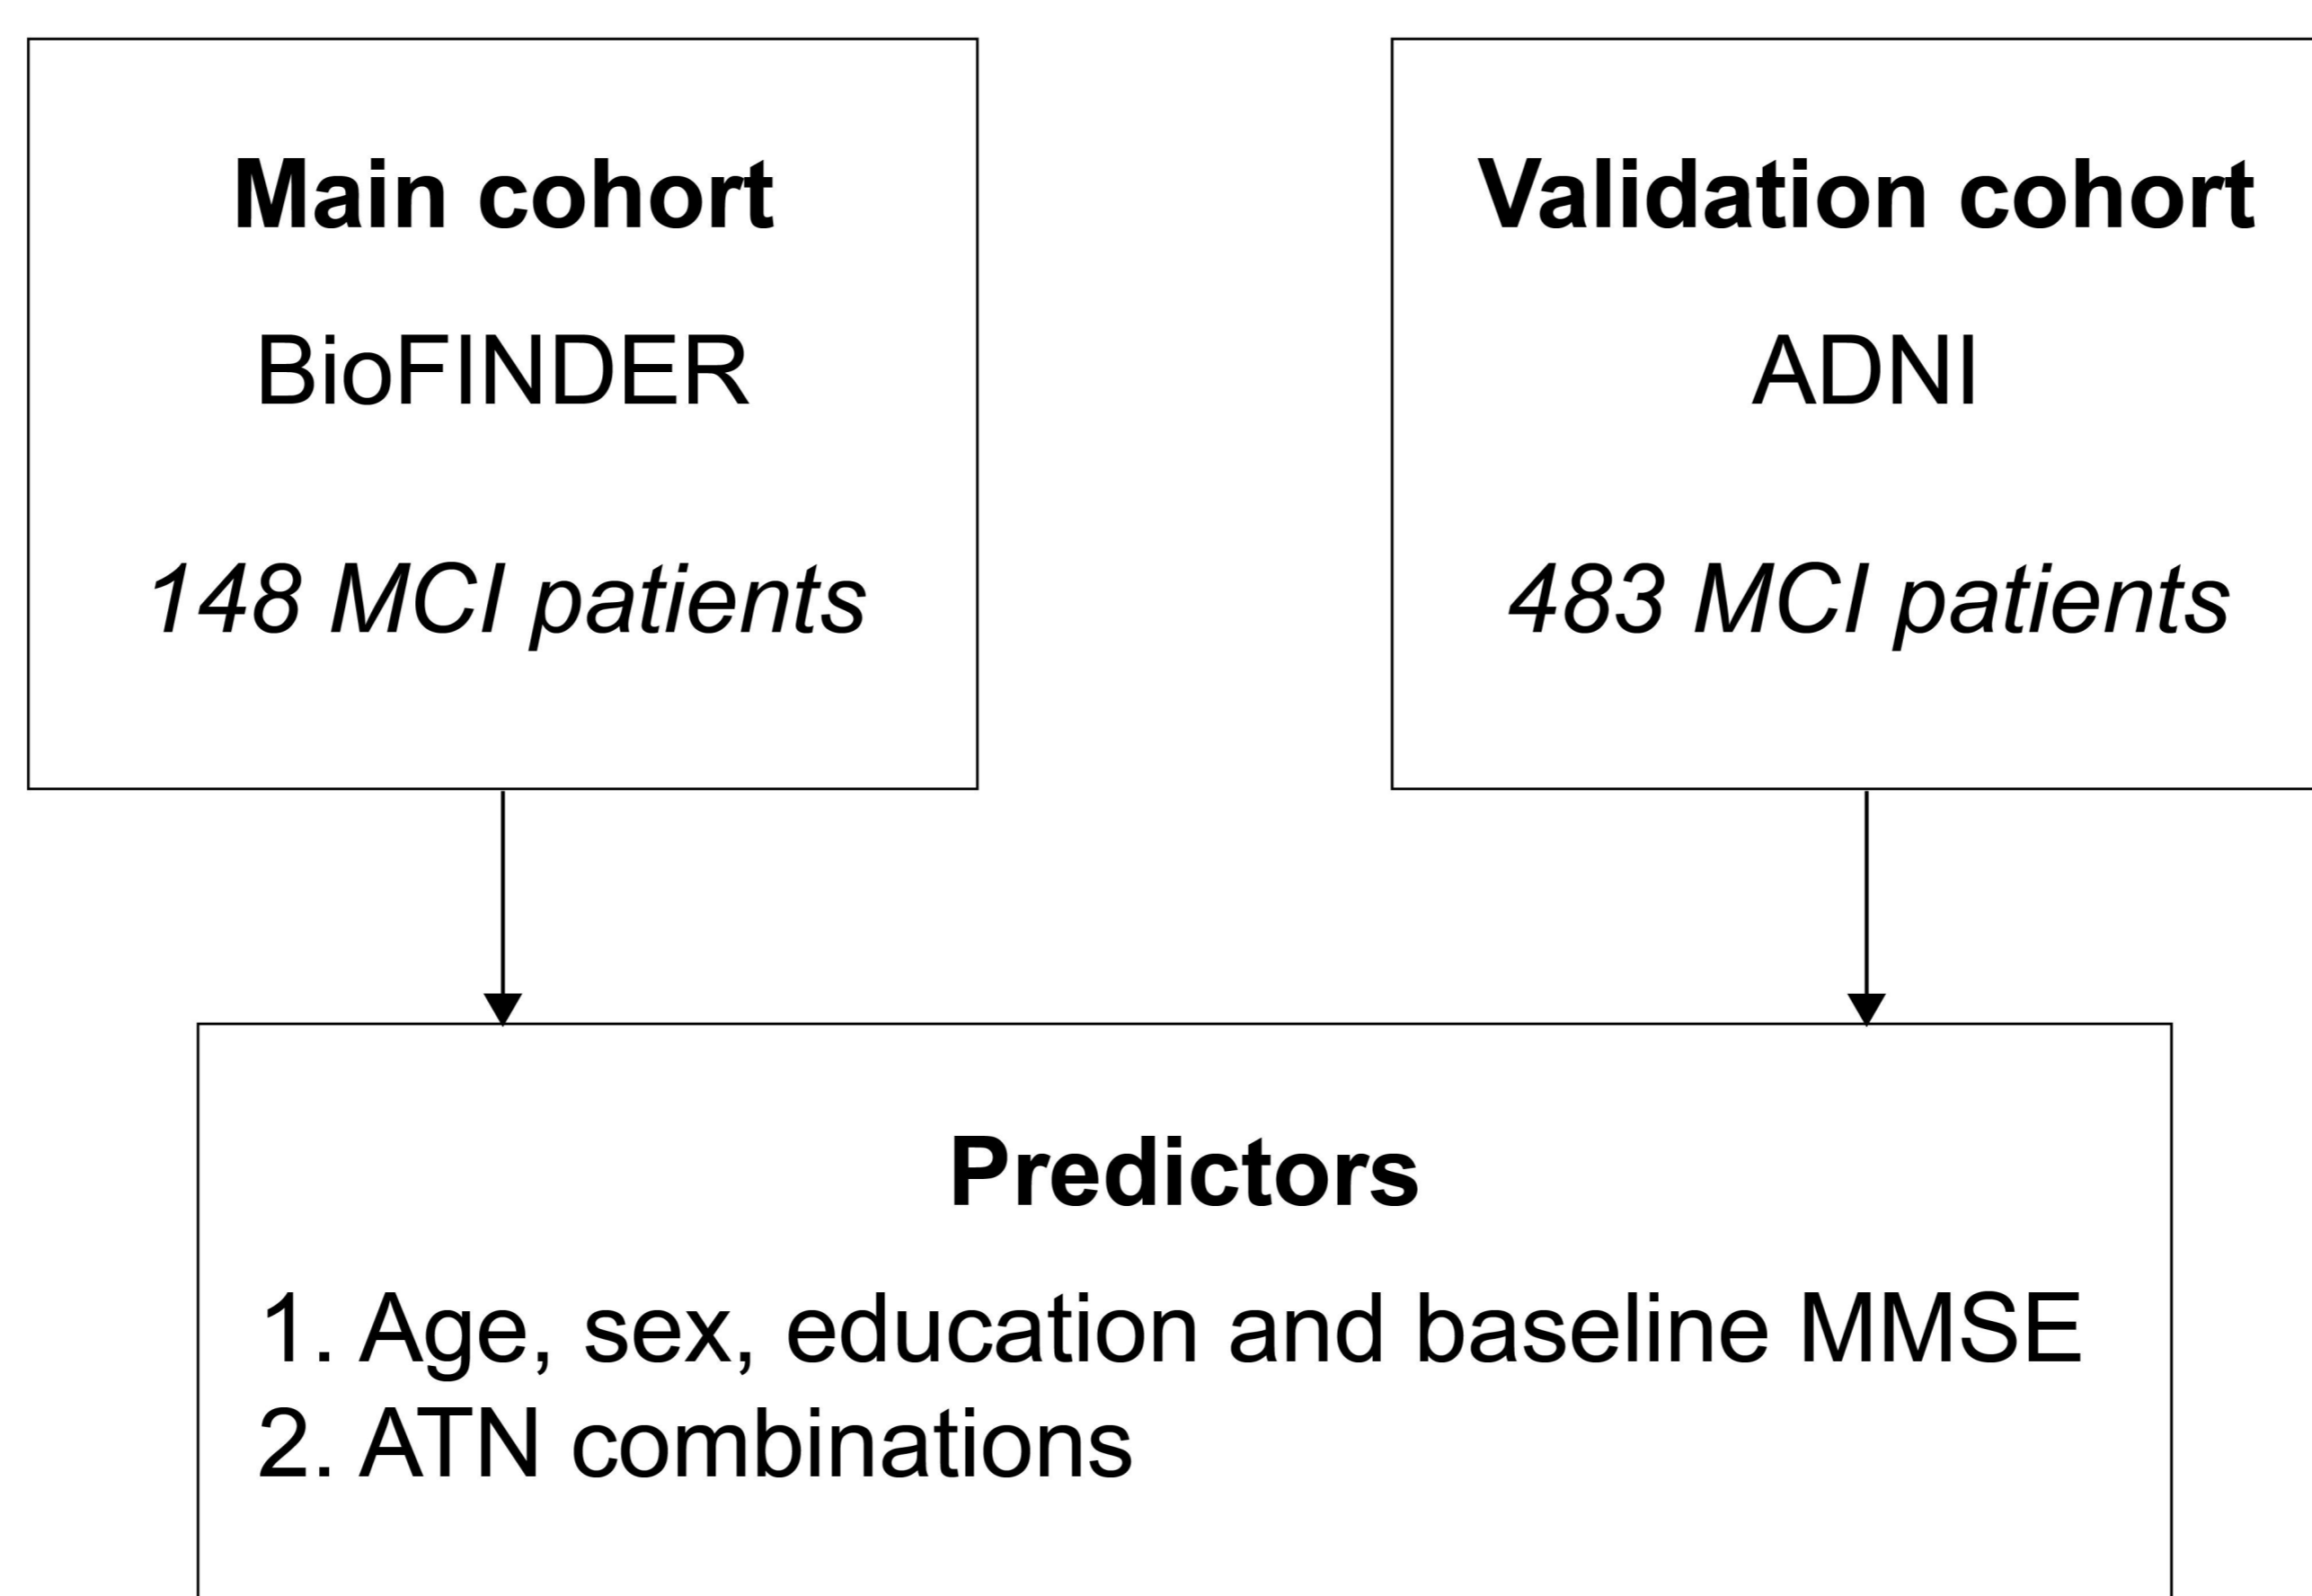 Main cohort
BioFINDER
148 MCI patients
Validation cohort
ADNI
483 MCI patients
Predictors
1. Age, sex, education and baseline MMSE
2. ATN combinations